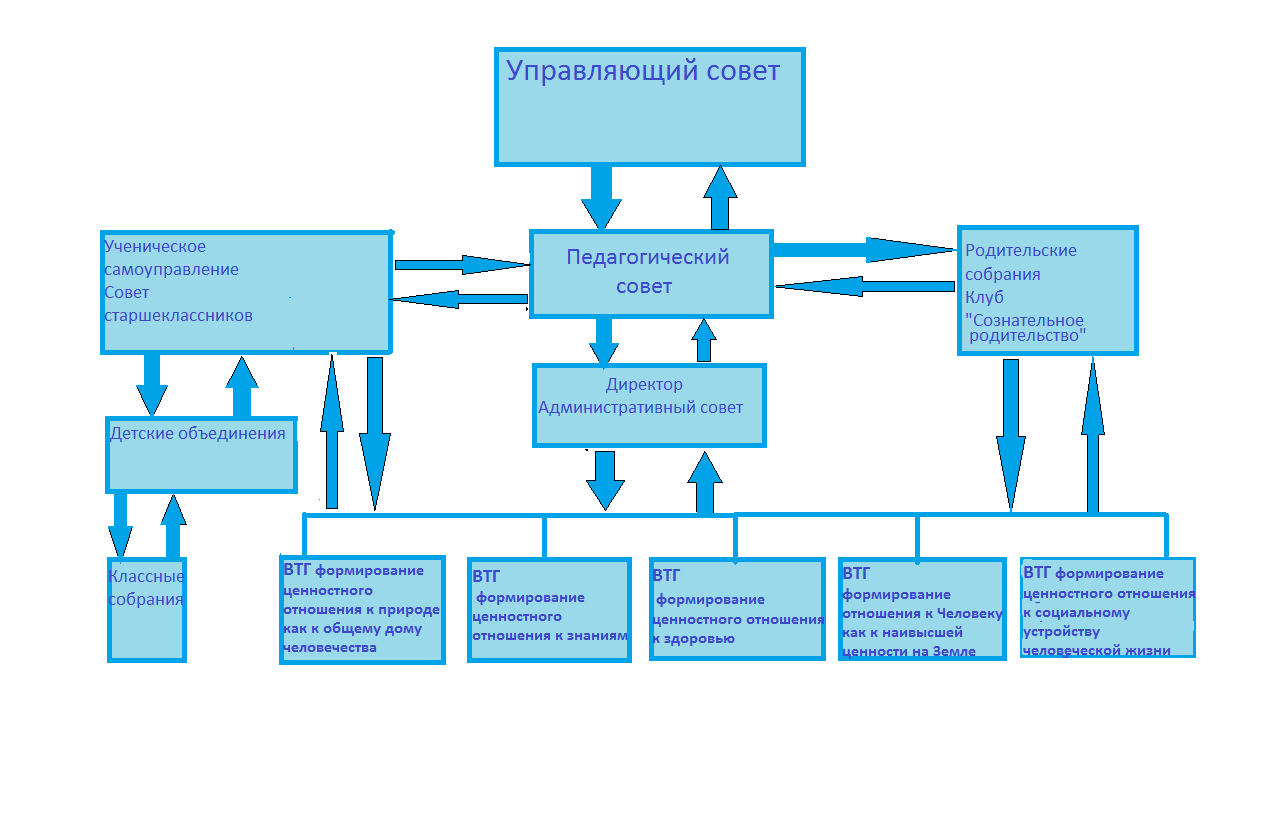 Управляющий совет
Ученическое
самоуправление
Совет
старшеклассников
Педагогический
совет
Родительские
собрания
Клуб
"Сознательное
родительство"
Директор
Административный совет
Детские объединения
Классные
собрания
ВТГ формирование
ценностного
отношения к природе
как к общему дому
человечества
ВТГ
формирование
ценностного
отношения к знаниям
ВТГ
формирование
ценностного отношения
к здоровью
ВТГ
формирование
отношения к Человеку
как к наивысшей
ценности на Земле
ВТГ формирование
ценностного отношения
к социальному
устройству
человеческой жизни